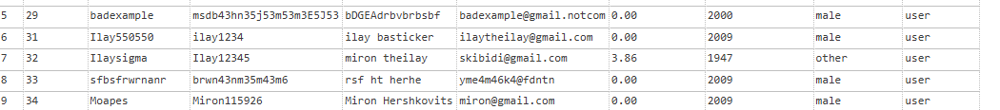 5 29 badexample msdb43hn35j53m53m3E5J53 bDGEAdrbvbrbsbf badexample@gmail.notcom 0.00 2000 male user
6 31 Ilay550550 ilay1234 ilay basticker ilaytheilay@gmail.com 0.00 2009 male user
7 32 Ilaysigma Ilay12345 miron theilay skibidi@gmail.com 3.86 1947 other user
8 33 sfbsfrwrnanr brwn43nm35m43m6 rsf ht herhe yme4m46k4@fdntn 0.00 2009 male user
9 34 Moapes Miron115926 Miron Hershkovits miron@gmail.com 0.00 2009 male user